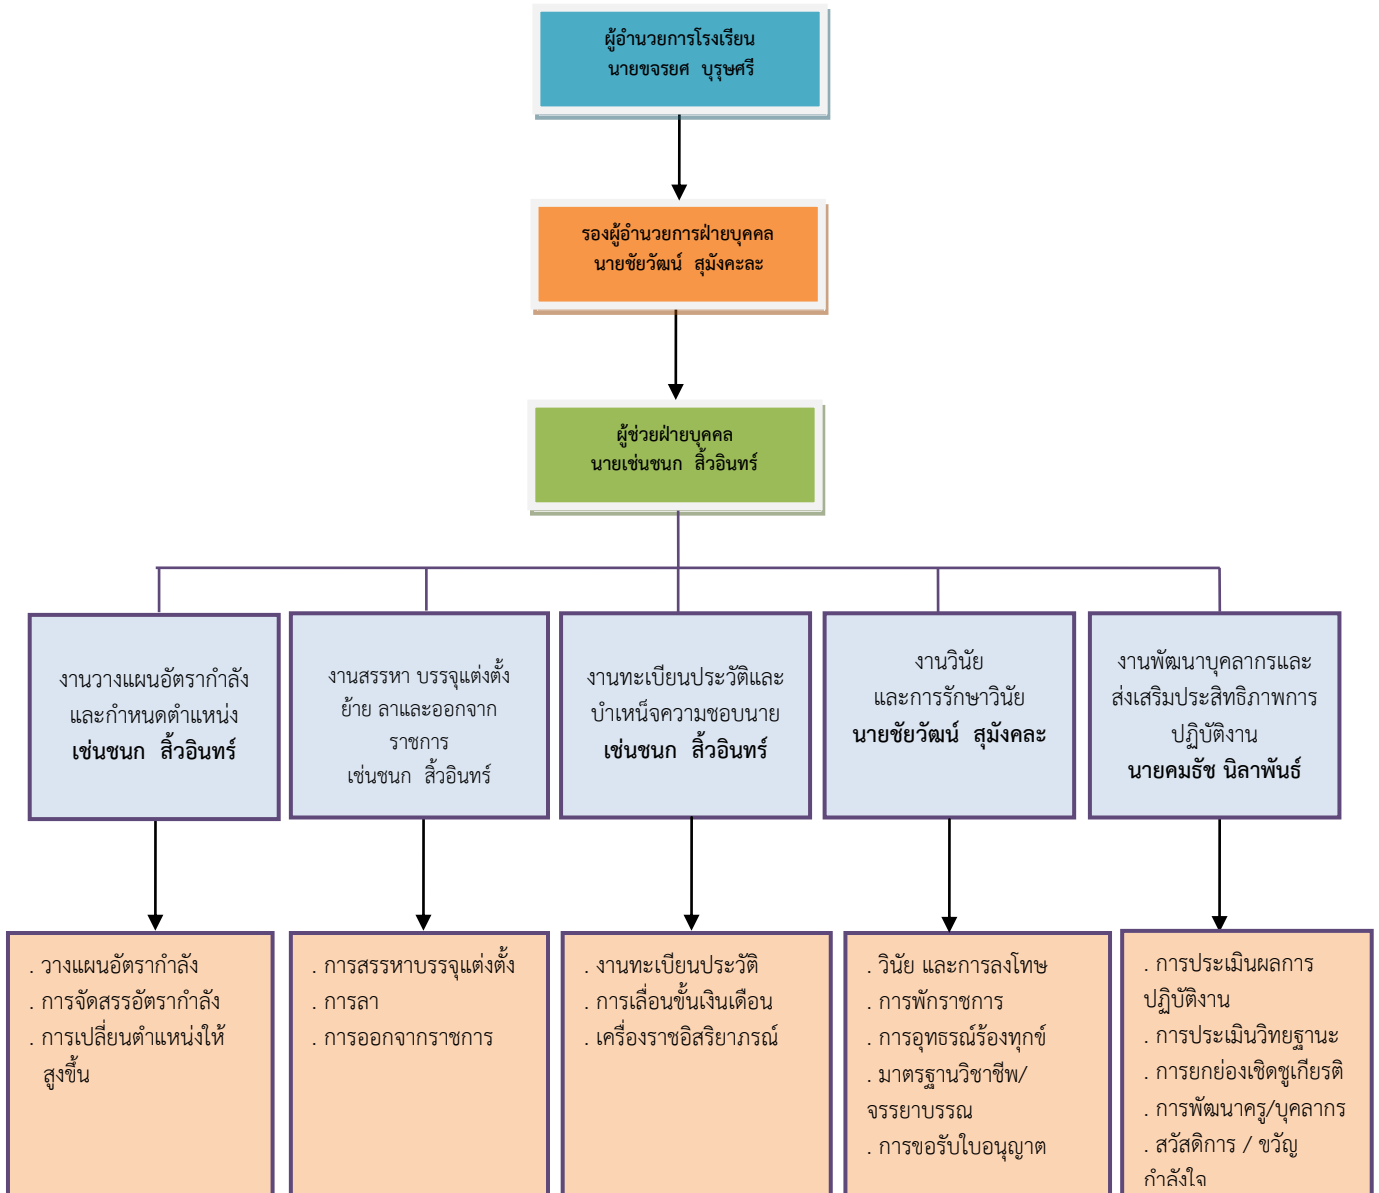 ผู้อำนวยการโรงเรียน
นายขจรยศ บุรุษศรี
รองผู้อำนวยการฝ่ายบุคคล
นายชัยวัฒน์ สุมังคะละ
ผู้ช่วยฝ่ายบุคคล
นายเช่นชนก สิ้วอินทร์
งานวางแผนอัตรากำลัง
และกำหนดตำแหน่ง
เช่นชนก สิ้วอินทร์
งานสรรหา บรรจุแต่งตั้ง
ย้าย ลาและออกจาก
ราชการ
เช่นชนก สิ้วอินทร์
งานทะเบียนประวัติและ
บำเหน็จความชอบนาย
เช่นชนก สิ้วอินทร์
งานวินัย
และการรักษาวินัย
นายชัยวัฒน์ สุมังคละ
งานพัฒนาบุคลากรและ
ส่งเสริมประสิทธิภาพการ
ปฏิบัติงาน
นายคมธัช นิลาพันธ์
. วางแผนอัตรากำลัง
. การจัดสรรอัตรากำลัง
. การเปลี่ยนตำแหน่งให้
สูงขึ้น
. การสรรหาบรรจุแต่งตั้ง
. การลา
. การออกจากราชการ
. งานทะเบียนประวัติ
. การเลื่อนขั้นเงินเดือน
. เครื่องราชอิสริยาภรณ์
. วินัย และการลงโทษ
. การพักราชการ
. การอุทธรณ์ร้องทุกข์
. มาตรฐานวิชาชีพ/
จรรยาบรรณ
. การขอรับใบอนุญาต
. การประเมินผลการ
ปฏิบัติงาน
. การประเมินวิทยฐานะ
. การยกย่องเชิดชูเกียรติ
. การพัฒนาครู/บุคลากร
. สวัสดิการ / ขวัญ
กำลังใจ